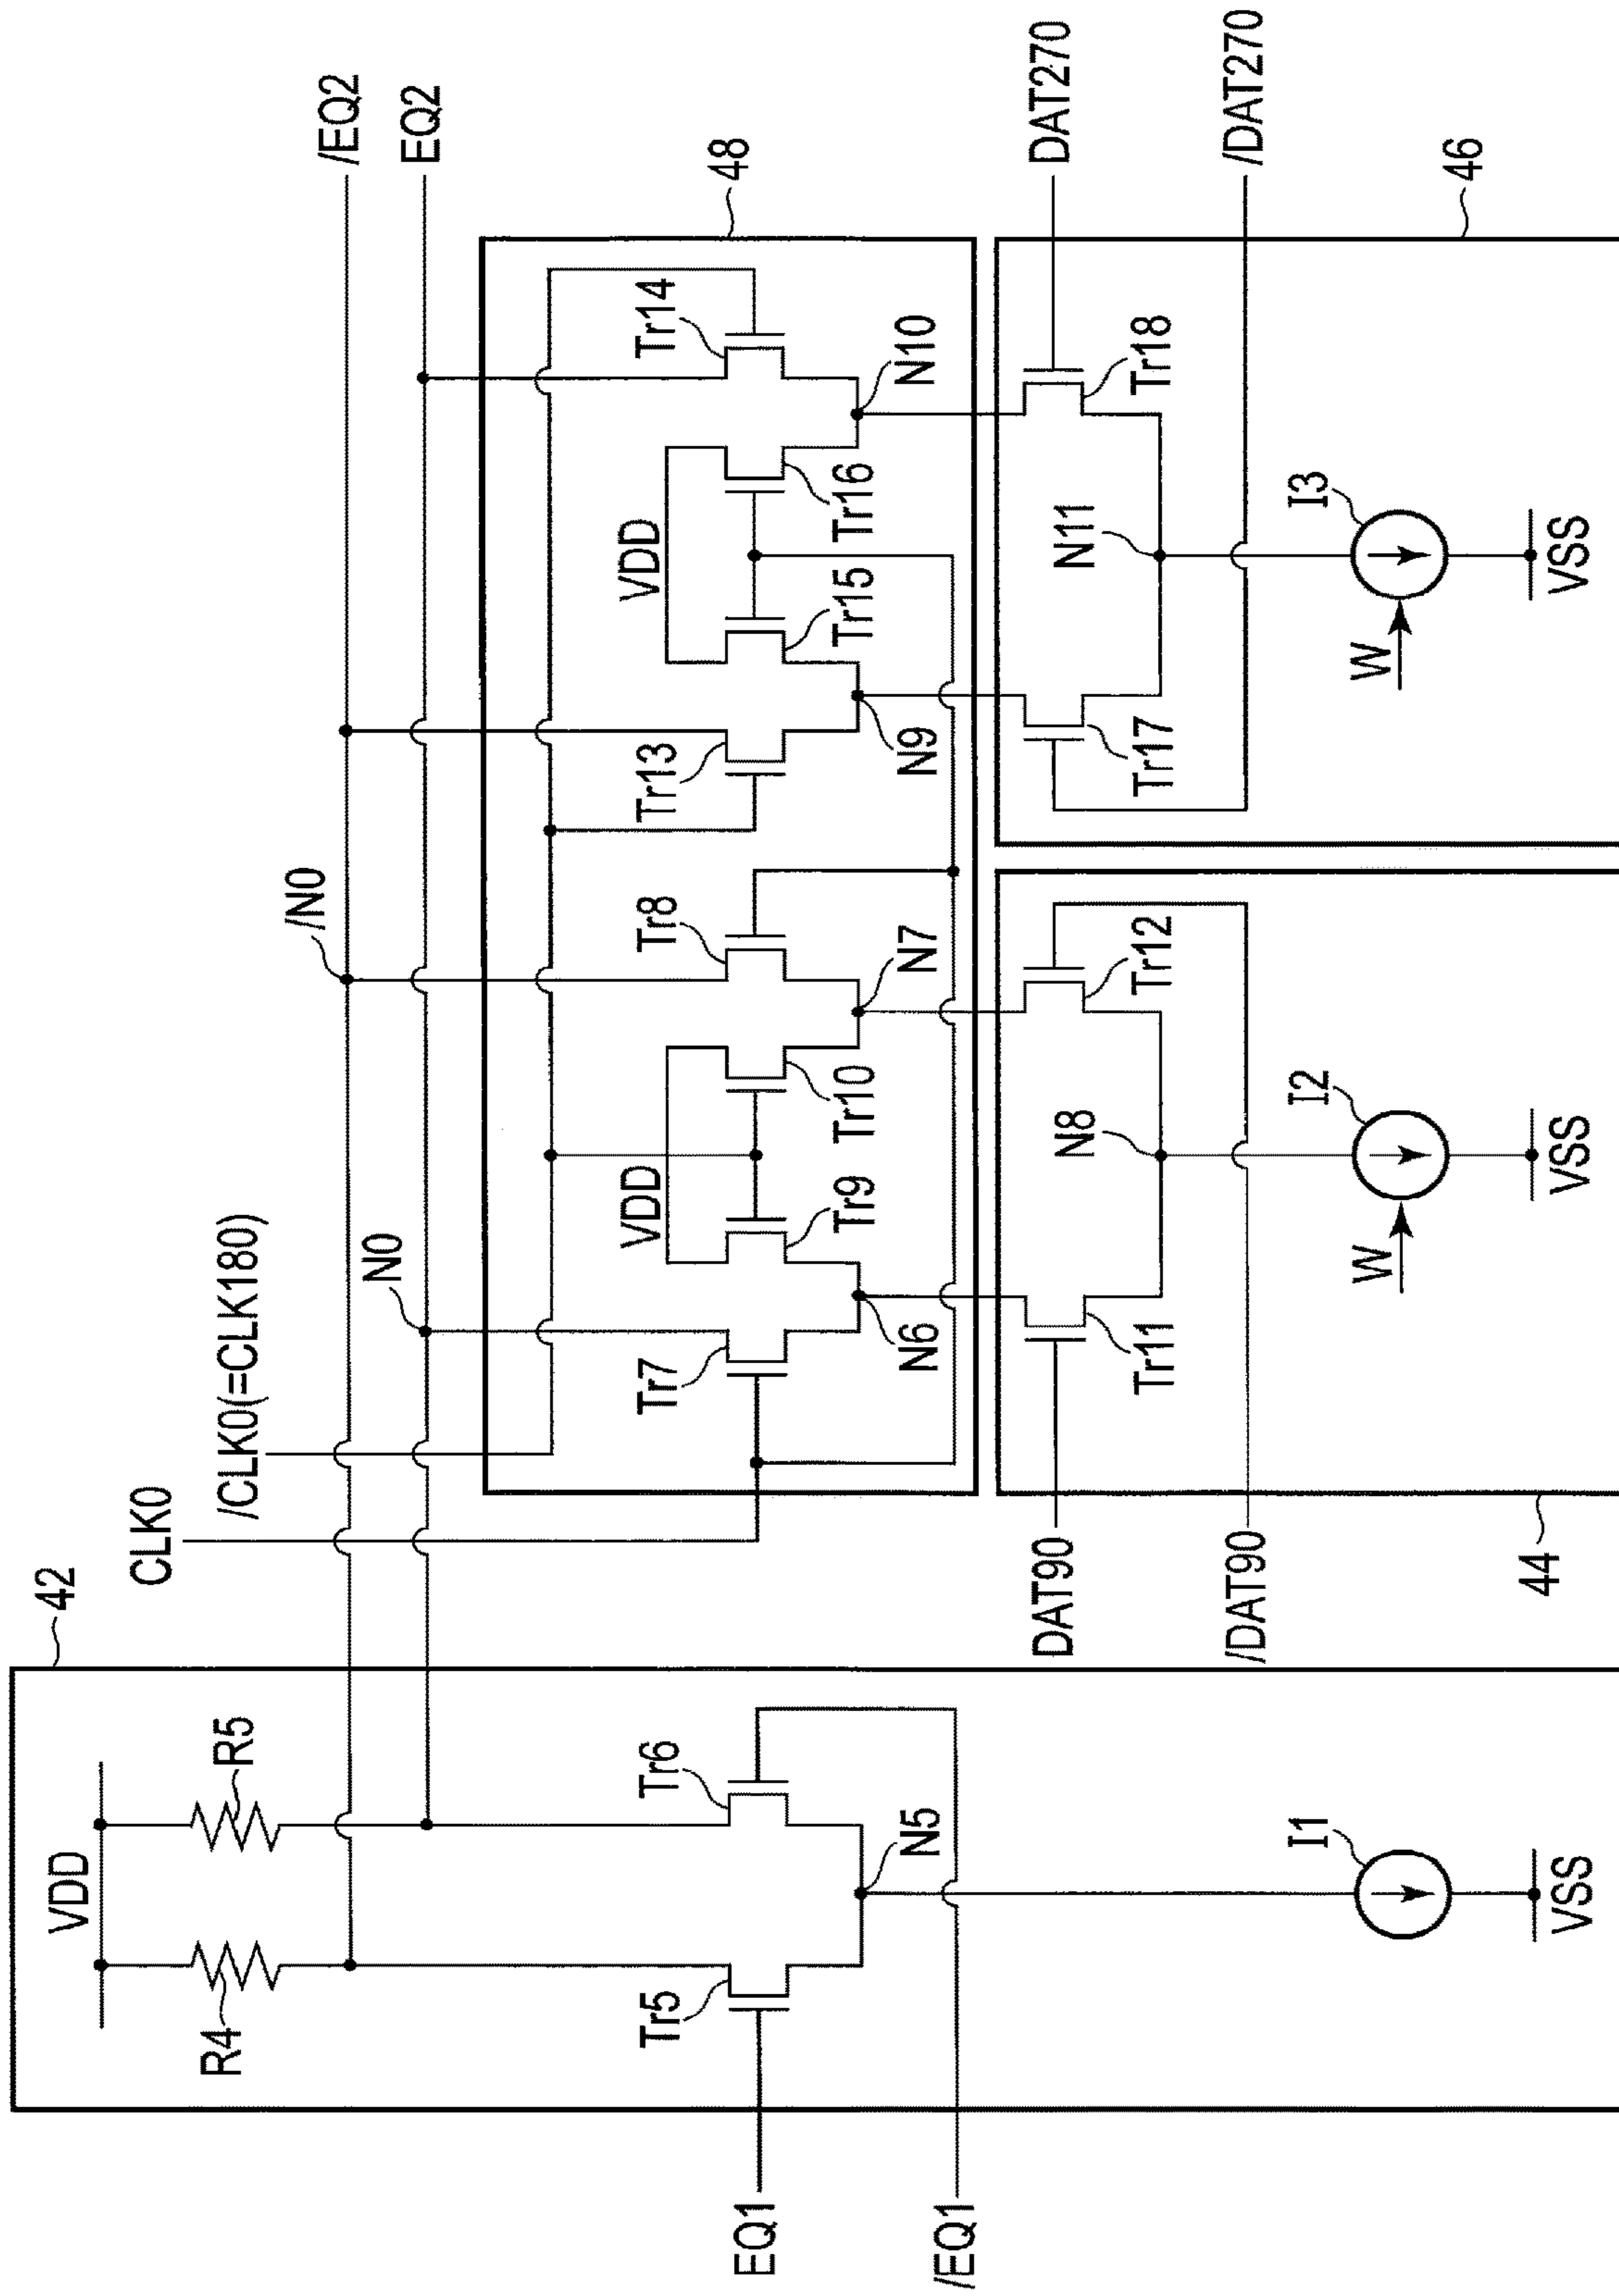 42
VDD
R4
R5
Tr5
Tr6
N5
I1
VSS
EQ1
/EQ1
CLK0
/CLK0(=CLK180)
N0
/N0
/EQ2
EQ2
48
Tr7
VDD
Tr9
Tr10
Tr8
N6
N7
Tr13
VDD
Tr15
Tr16
Tr14
N9
N10
DAT90
/DAT90
Tr11
Tr12
N8
W
I2
VSS
44
DAT270
/DAT270
Tr17
Tr18
N11
W
I3
VSS
46